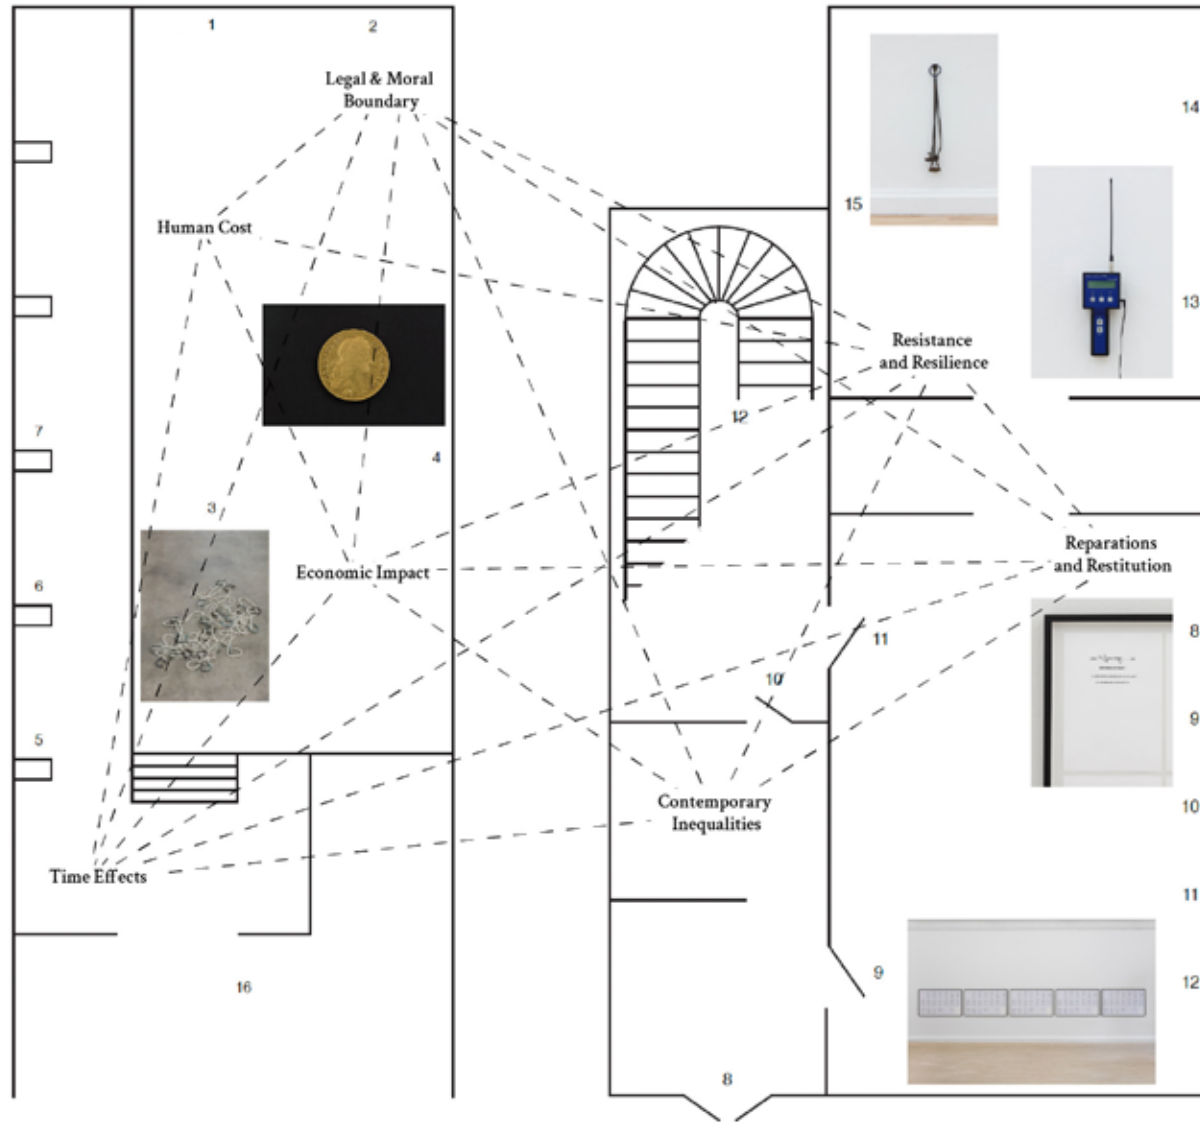 1
2
Legal & Moral
Boundary
14
15
Human Cost
13
Resistance
and Resilience
12
7
4
3
Reparations
and Restitution
Economic Impact
6
8
11
10
9
5
Contemporary
Inequalities
10
Time Effects
11
9
12
16
8